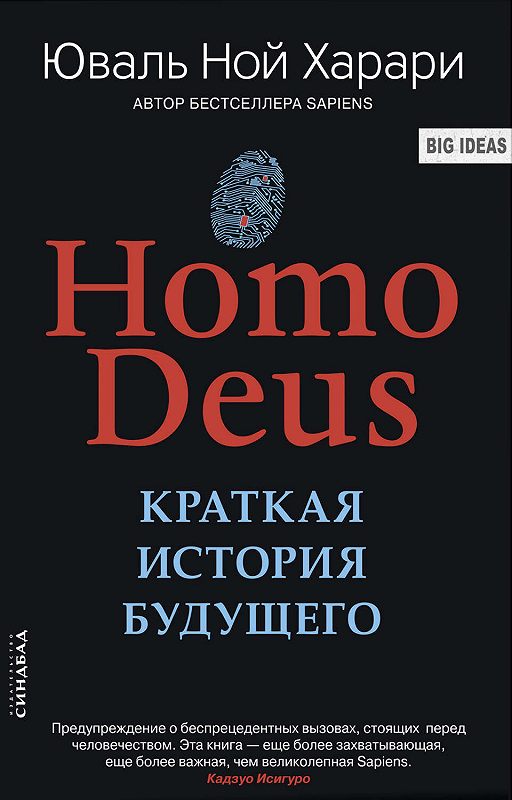 Юваль Ной Харари
АВТОР БЕСТСЕЛЛЕРА SAPIENS
BIG IDEAS
Homo
Deus
КРАТКАЯ
ИСТОРИЯ
БУДУЩЕГО
ИЗДАТЕЛЬСТВО
СИНДБАД
Предупреждение о беспрецедентных вызовах, стоящих перед
человечеством. Эта книга — еще более захватывающая,
еще более важная, чем великолепная Sapiens.
Кадзуо Исигуро